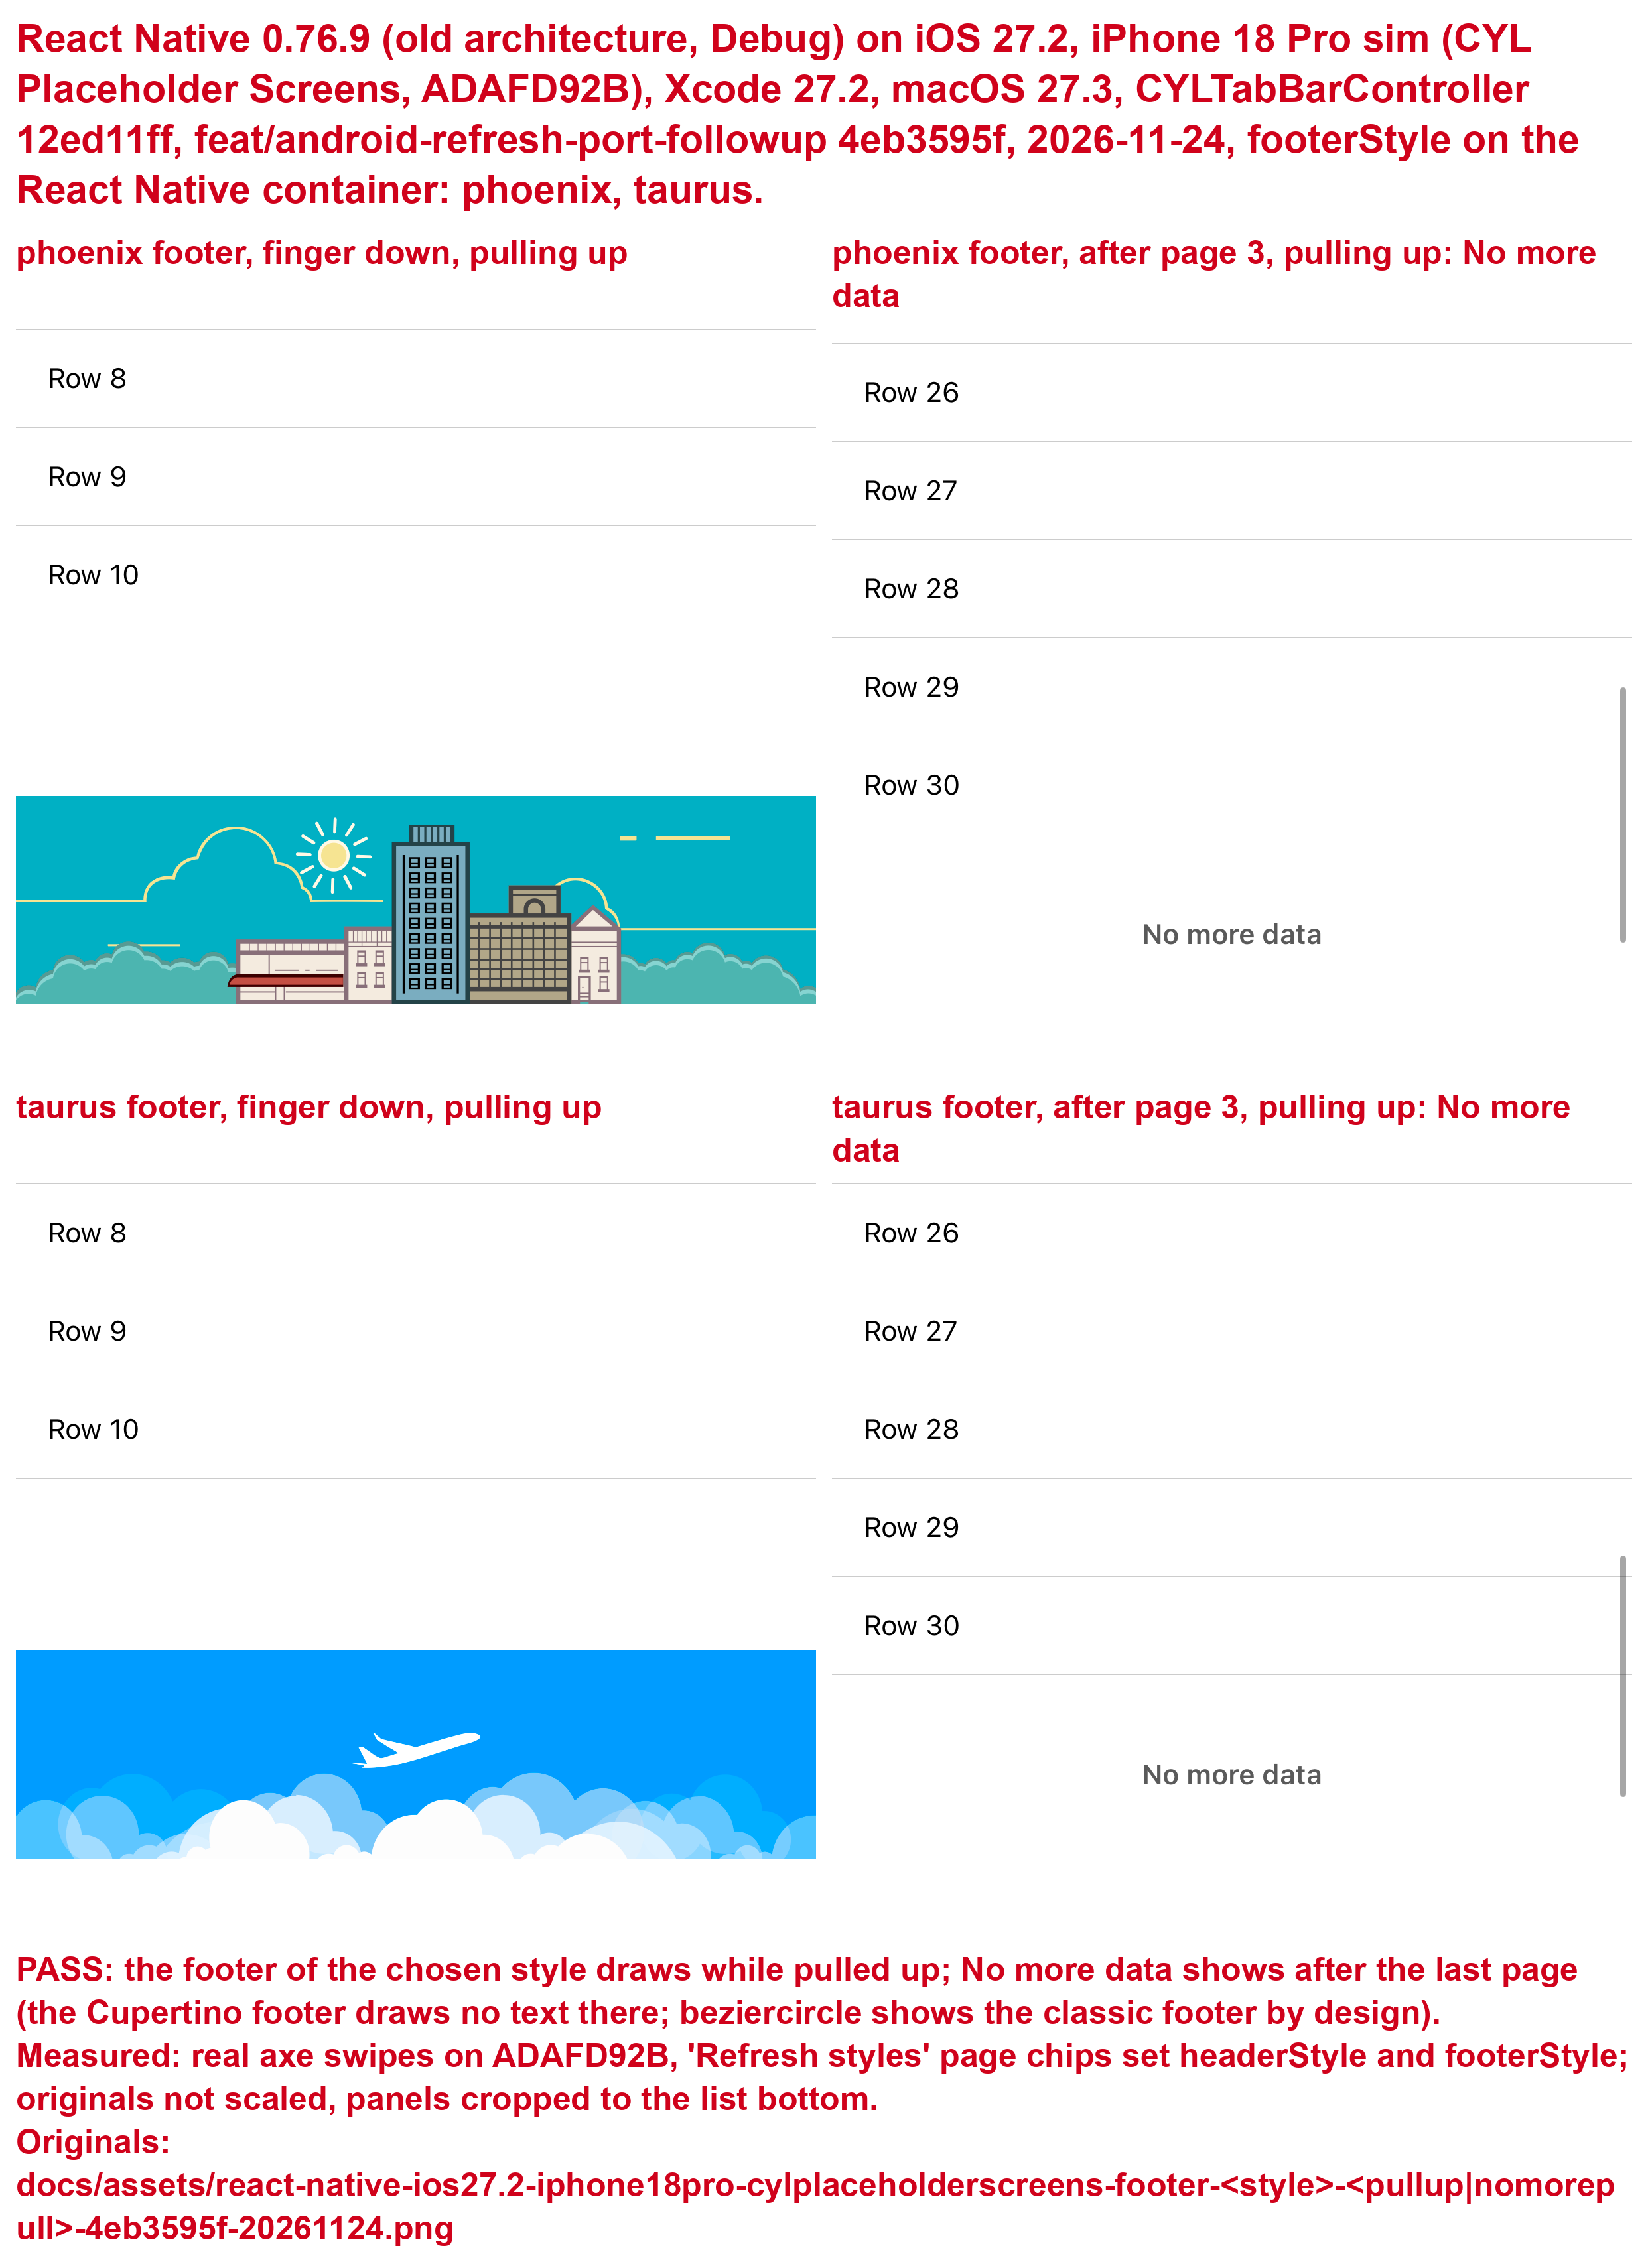 React Native 0.76.9 (old architecture, Debug) on iOS 27.2, iPhone 18 Pro sim (CYL
Placeholder Screens, ADAFD92B), Xcode 27.2, macOS 27.3, CYLTabBarController
12ed11ff, feat/android-refresh-port-followup 4eb3595f, 2026-11-24, footerStyle on the
React Native container: phoenix, taurus.
phoenix footer, finger down, pulling up
Row 8
Row 9
Row 10
phoenix footer, after page 3, pulling up: No more
data
Row 26
Row 27
Row 28
Row 29
Row 30
No more data
taurus footer, finger down, pulling up
Row 8
Row 9
Row 10
taurus footer, after page 3, pulling up: No more
data
Row 26
Row 27
Row 28
Row 29
Row 30
No more data
PASS: the footer of the chosen style draws while pulled up; No more data shows after the last page
(the Cupertino footer draws no text there; beziercircle shows the classic footer by design).
Measured: real axe swipes on ADAFD92B, 'Refresh styles' page chips set headerStyle and footerStyle;
originals not scaled, panels cropped to the list bottom.
Originals:
docs/assets/react-native-ios27.2-iphone18pro-cylplaceholderscreens-footer-<style>-<pullup|nomorep
ull>-4eb3595f-20261124.png